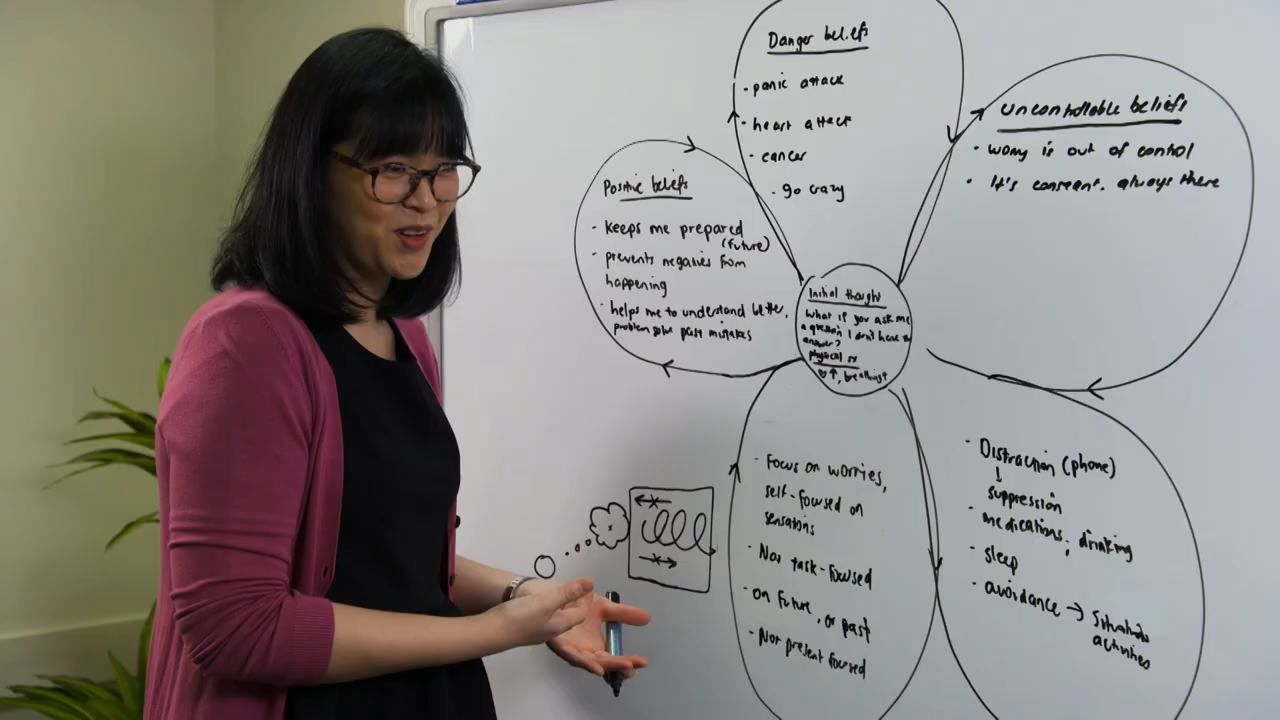 Danger beliefs
- panic attack
- heart attack
- cancer
- go crazy
Uncontrollable beliefs
- worry is out of control
- It's constant. always there
Positive beliefs
- keeps me prepared
(future)
- prevents negatives from
happening
- helps me to understand better,
problem solve past mistakes
Initial thought
What if you ask me
a question I don't have the
answer?
physical sx
♡↑, breathing↑
- Focus on worries,
self-focused on
sensations
- Not task-focused
- on future, or past
- Not present focused
- Distraction (phone)
↓
suppression
- medications, drinking
- sleep
- avoidance → situations
activities